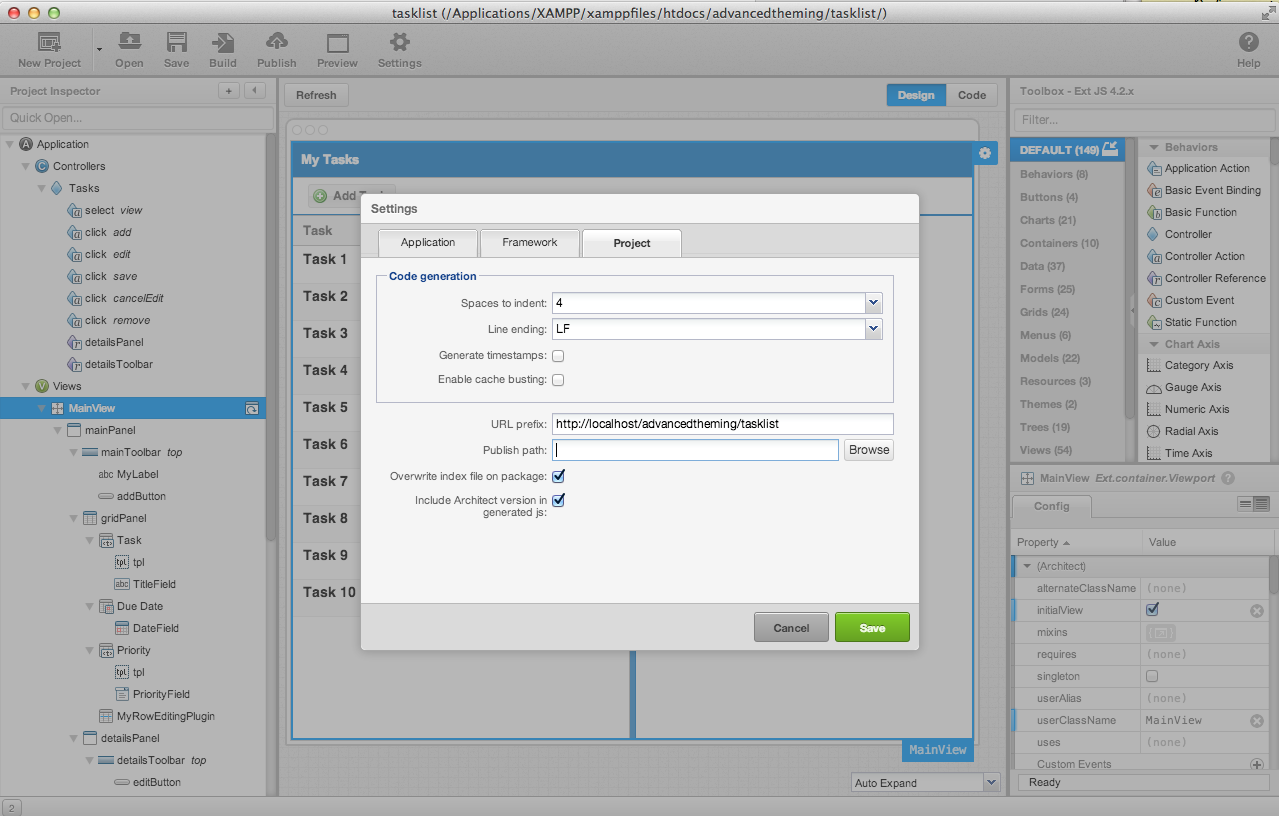 tasklist (/Applications/XAMPP/xamppfiles/htdocs/advancedtheming/tasklist/)
New Project
Open
Save
Build
Publish
Preview
Settings
Help
Project Inspector
Quick Open...
Application
Controllers
Tasks
select view
click add
click edit
click save
click cancelEdit
click remove
detailsPanel
detailsToolbar
Views
MainView
mainPanel
mainToolbar top
abc MyLabel
addButton
gridPanel
Task
tpl tpl
abc TitleField
Due Date
DateField
Priority
tpl tpl
PriorityField
MyRowEditingPlugin
detailsPanel
detailsToolbar top
editButton
2
Refresh
Design
Code
My Tasks
Task
Task 1
Task 2
Task 3
Task 4
Task 5
Task 6
Task 7
Task 8
Task 9
Task 10
MainView
Auto Expand
Settings
Application
Framework
Project
Code generation
Spaces to indent: 4
Line ending: LF
Generate timestamps:
Enable cache busting:
URL prefix: http://localhost/advancedtheming/tasklist
Publish path:
Browse
Overwrite index file on package:
Include Architect version in
generated js:
Cancel
Save
Toolbox - Ext JS 4.2.x
Filter...
DEFAULT (149)
Behaviors (8)
Buttons (4)
Charts (21)
Containers (10)
Data (37)
Forms (25)
Grids (24)
Menus (6)
Models (22)
Resources (3)
Themes (2)
Trees (19)
Views (54)
Behaviors
Application Action
Basic Event Binding
Basic Function
Controller
Controller Action
Controller Reference
Custom Event
Static Function
Chart Axis
Category Axis
Gauge Axis
Numeric Axis
Radial Axis
Time Axis
MainView Ext.container.Viewport
Config
Property
Value
(Architect)
alternateClassName (none)
initialView
mixins
requires (none)
singleton
userAlias (none)
userClassName MainView
uses (none)
Custom Events
Ready